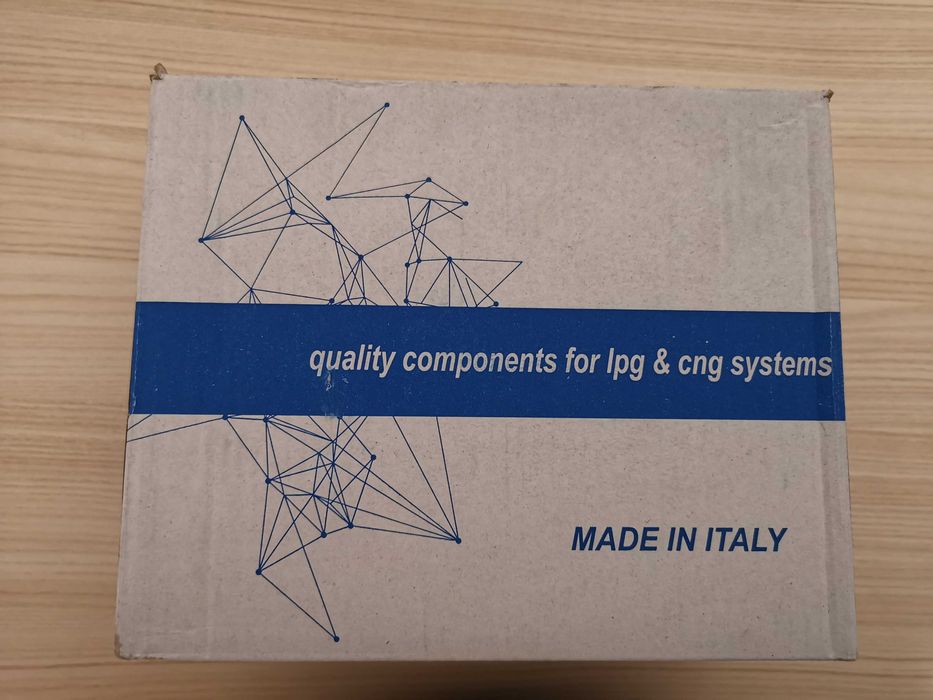 quality components for lpg & cng systems
MADE IN ITALY